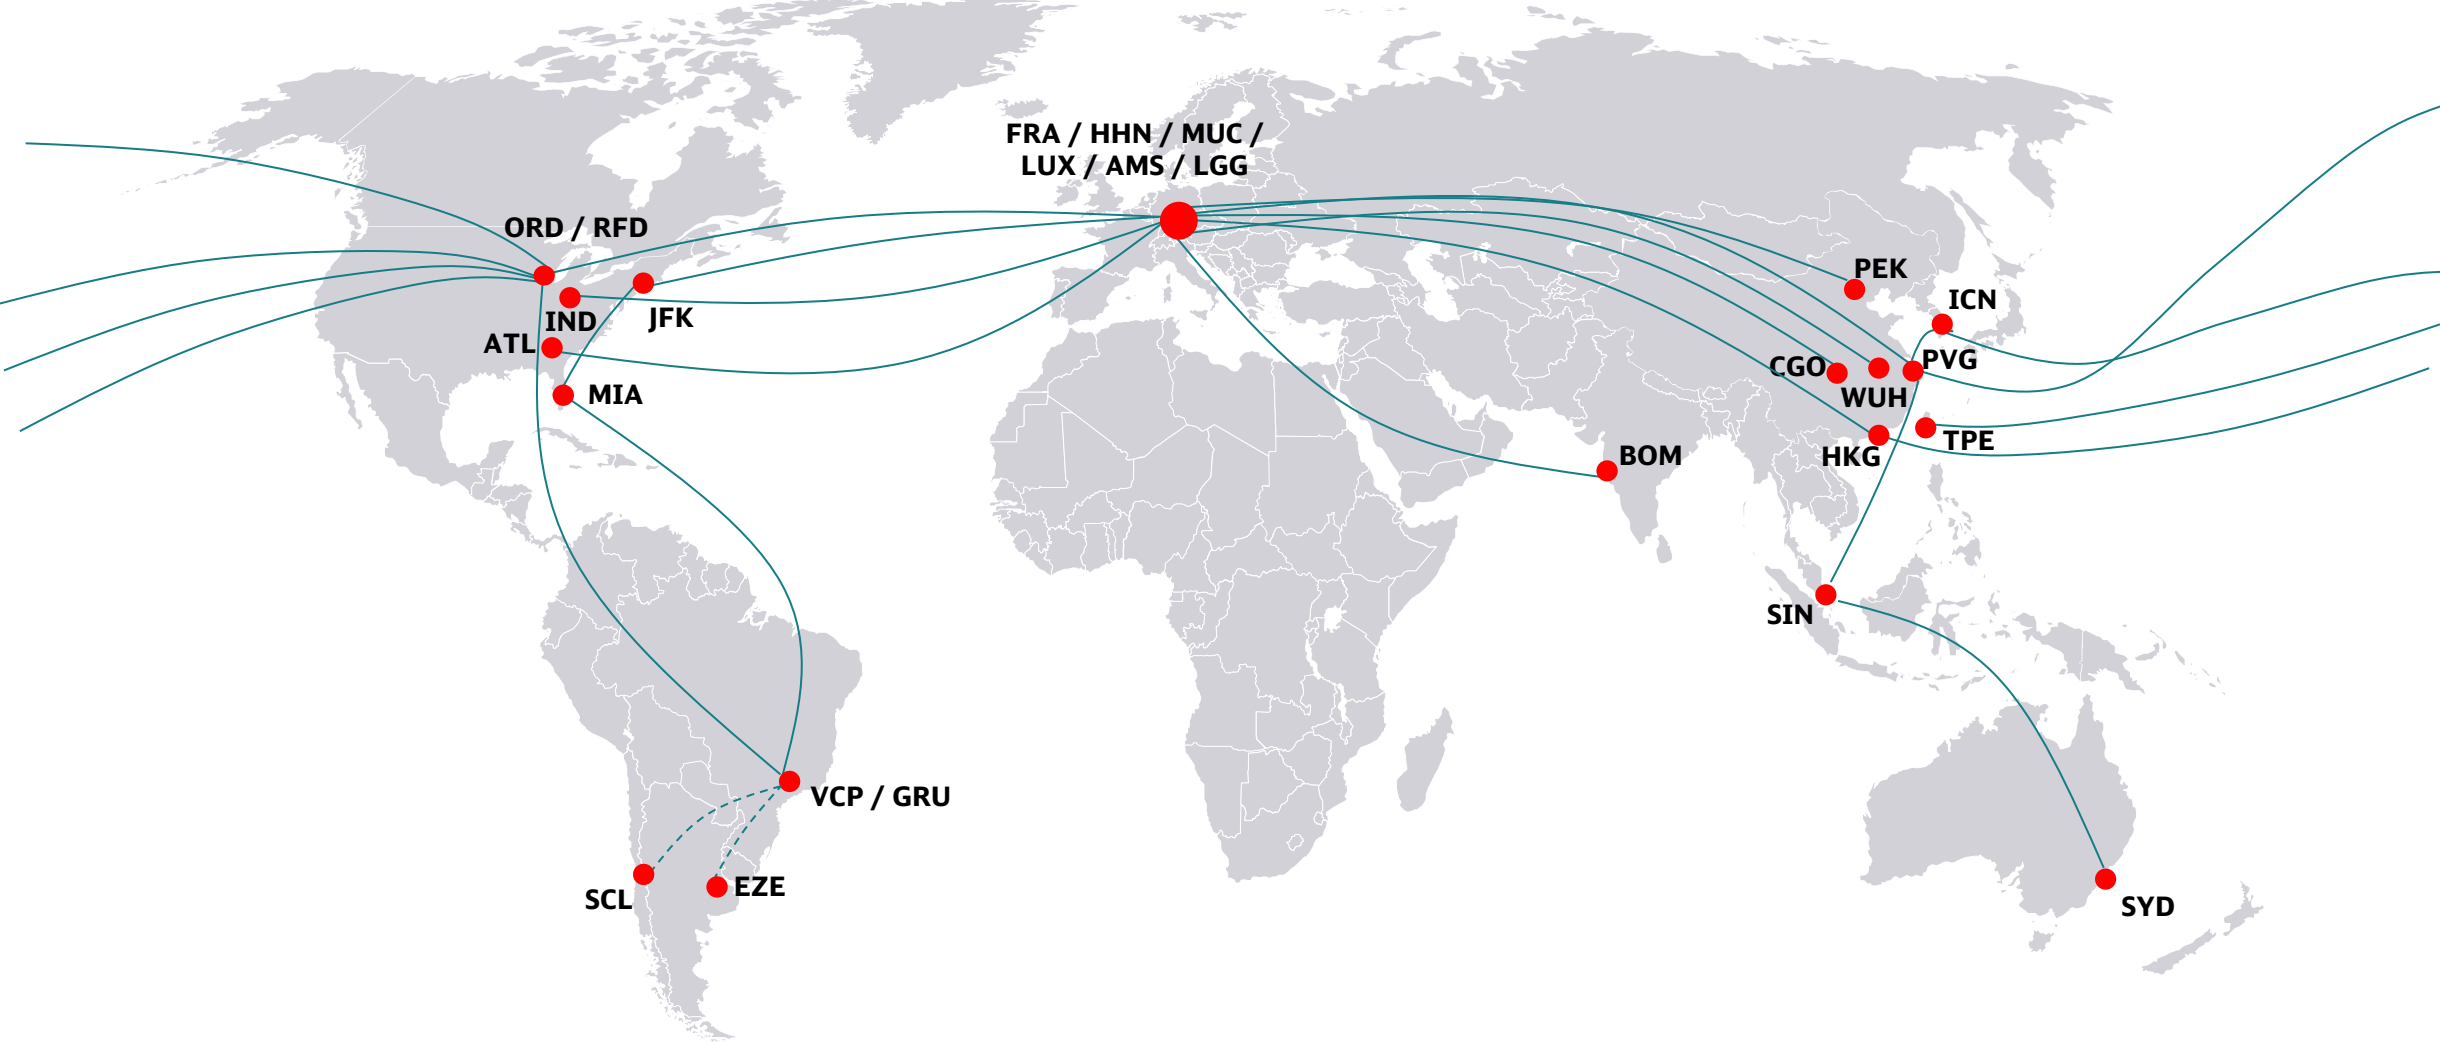 FRA / HHN / MUC /
LUX / AMS / LGG
ORD / RFD
PEK
ICN
IND
JFK
ATL
PVG
CGO
MIA
WUH
TPE
BOM
HKG
SIN
VCP / GRU
EZE
SCL
SYD